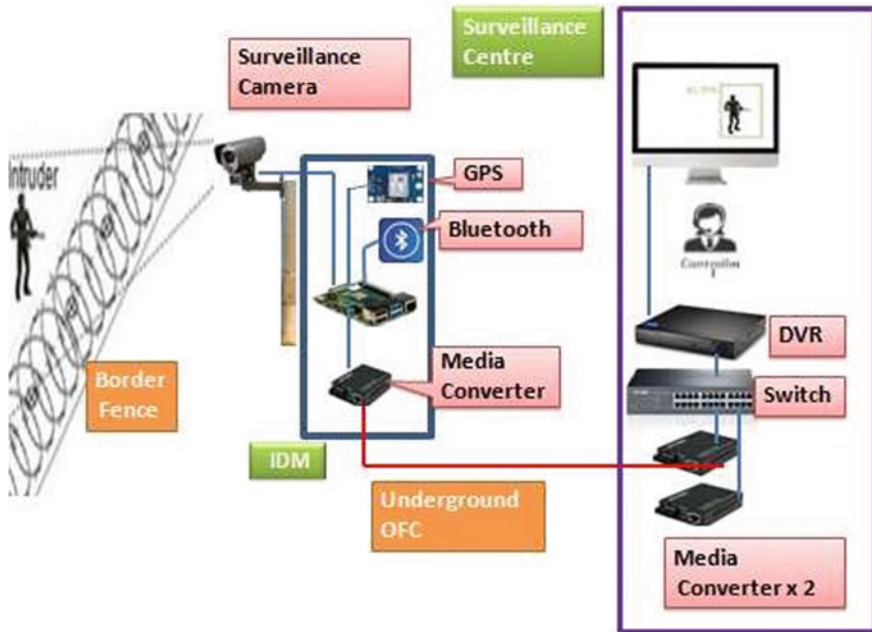 Surveillance
Camera
Surveillance
Centre
Intruder
GPS
Bluetooth
Border
Fence
Media
Converter
IDM
Underground
OFC
Controller
DVR
Switch
Media
Converter x 2